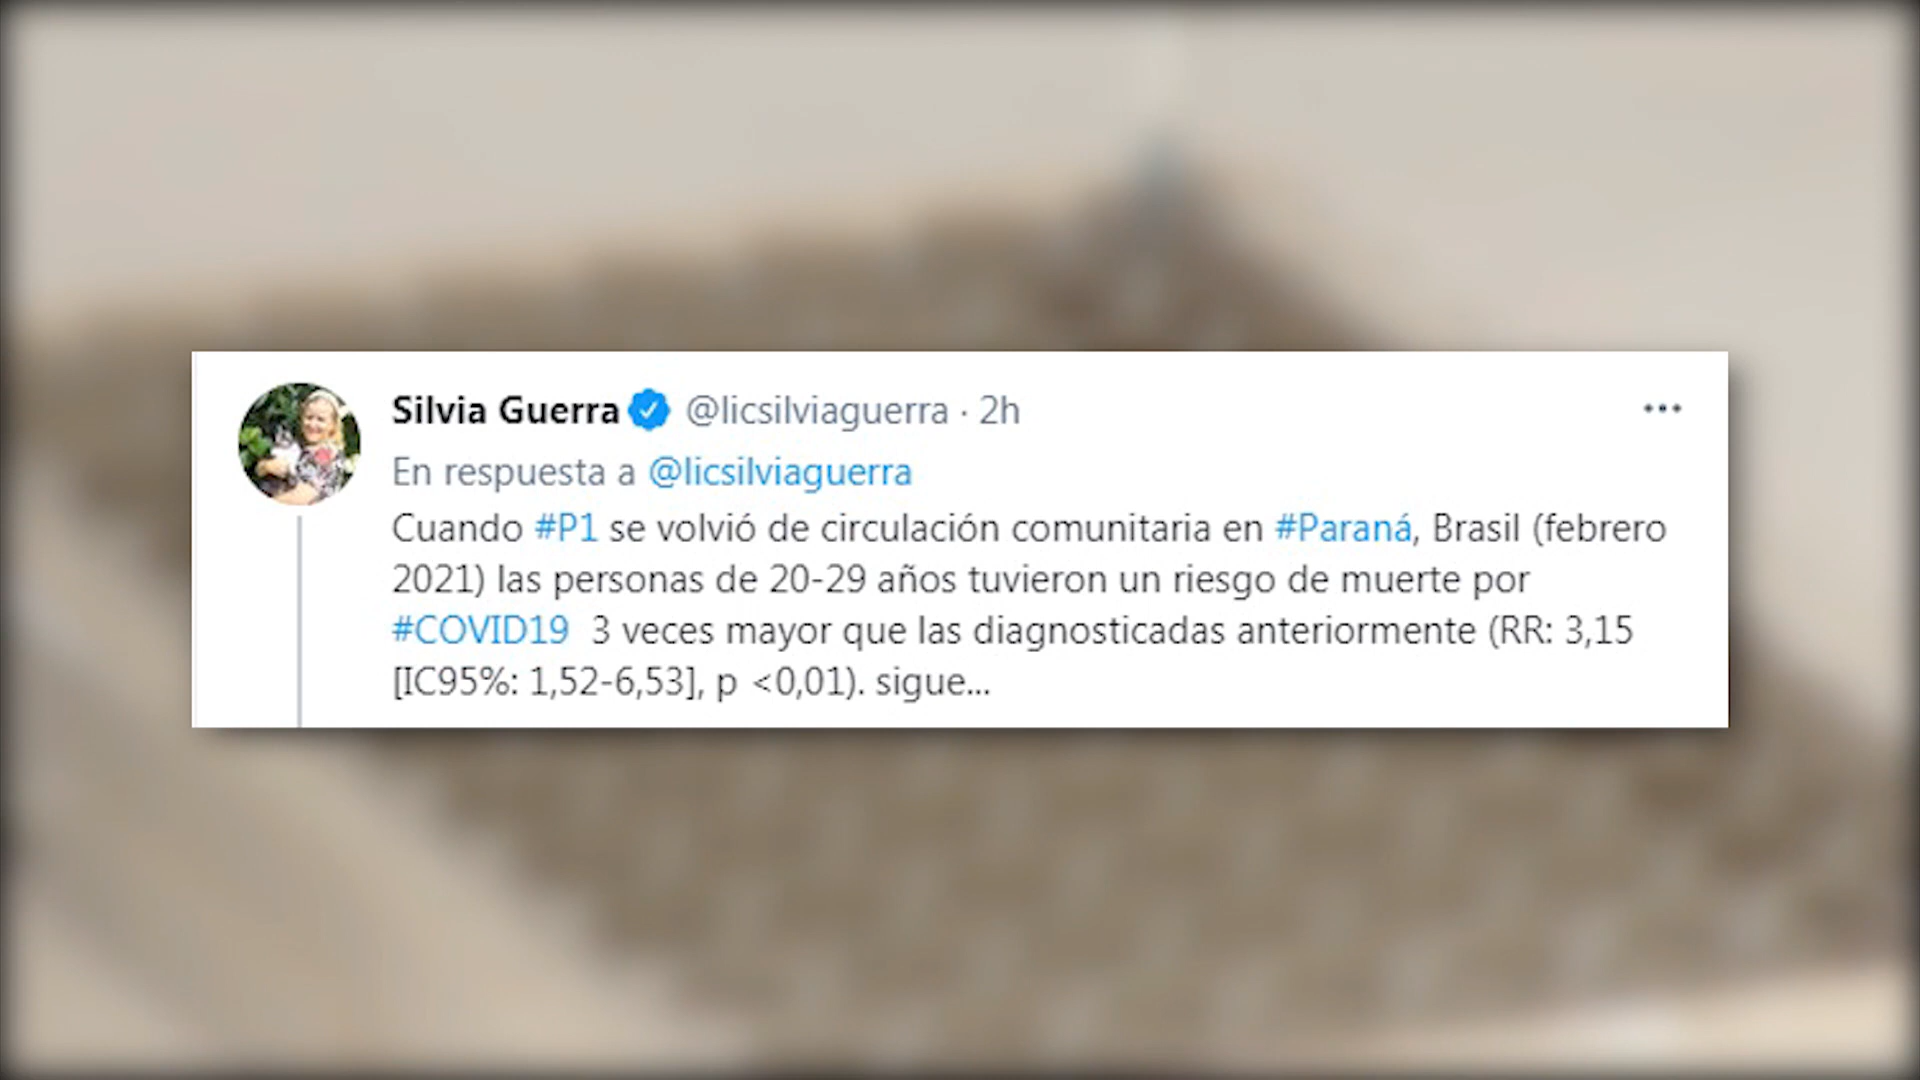 Silvia Guerra @licsilviaguerra · 2h
En respuesta a @licsilviaguerra
Cuando #P1 se volvió de circulación comunitaria en #Paraná, Brasil (febrero
2021) las personas de 20-29 años tuvieron un riesgo de muerte por
#COVID19 3 veces mayor que las diagnosticadas anteriormente (RR: 3,15
[IC95%: 1,52-6,53], p <0,01). sigue...